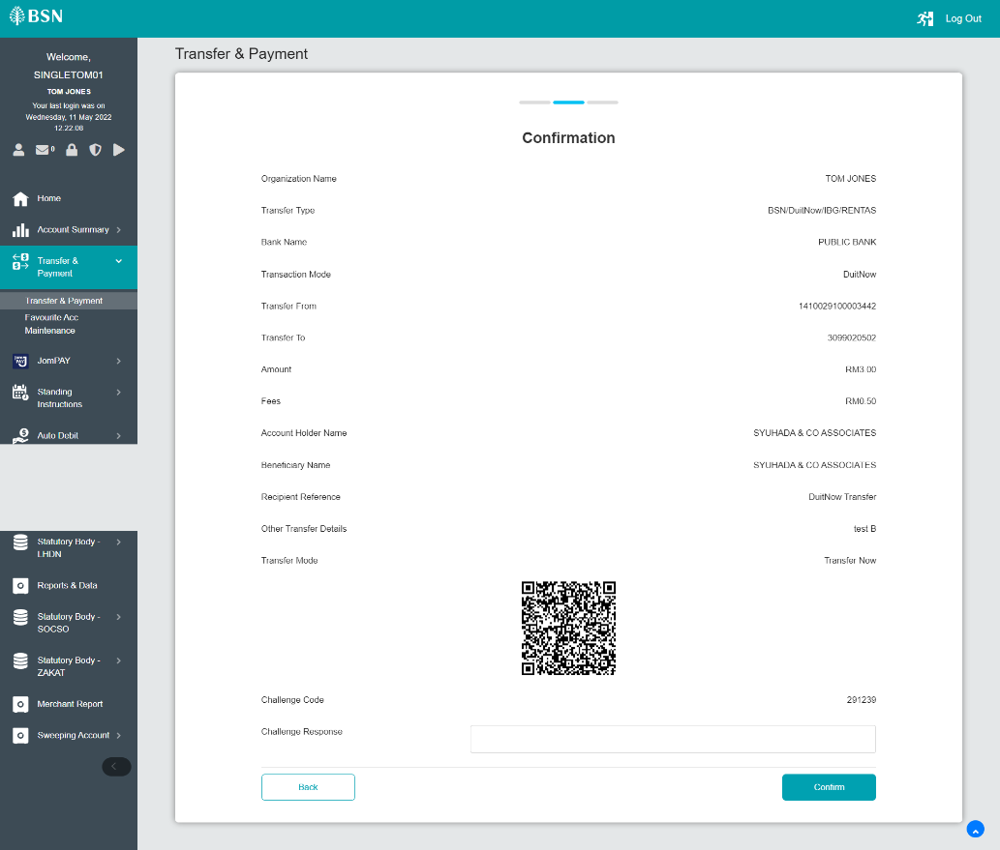 BSN
Log Out
Welcome,
SINGLETOM01
TOM JONES
Your last login was on
Wednesday, 11 May 2022
12.22.08
0
Home
Account Summary
Transfer &
Payment
Transfer & Payment
Favourite Acc
Maintenance
JomPAY
Standing
Instructions
Auto Debit
Statutory Body -
LHDN
Reports & Data
Statutory Body -
SOCSO
Statutory Body -
ZAKAT
Merchant Report
Sweeping Account
Transfer & Payment
Confirmation
Organization Name TOM JONES
Transfer Type BSN/DuitNow/IBG/RENTAS
Bank Name PUBLIC BANK
Transaction Mode DuitNow
Transfer From 1410029100003442
Transfer To 3099020502
Amount RM3.00
Fees RM0.50
Account Holder Name SYUHADA & CO ASSOCIATES
Beneficiary Name SYUHADA & CO ASSOCIATES
Recipient Reference DuitNow Transfer
Other Transfer Details test B
Transfer Mode Transfer Now
Challenge Code 291239
Challenge Response
Back Confirm